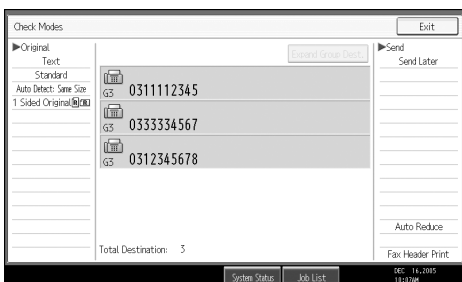 Check Modes
Exit
▶Original
Text
Standard
Auto Detect: Same Size
1 Sided Original
Expand Group Dest.
G3 0311112345
G3 0333334567
G3 0312345678
Total Destination: 3
▶Send
Send Later
Auto Reduce
Fax Header Print
System Status
Job List
DEC 16,2005
10:07AM